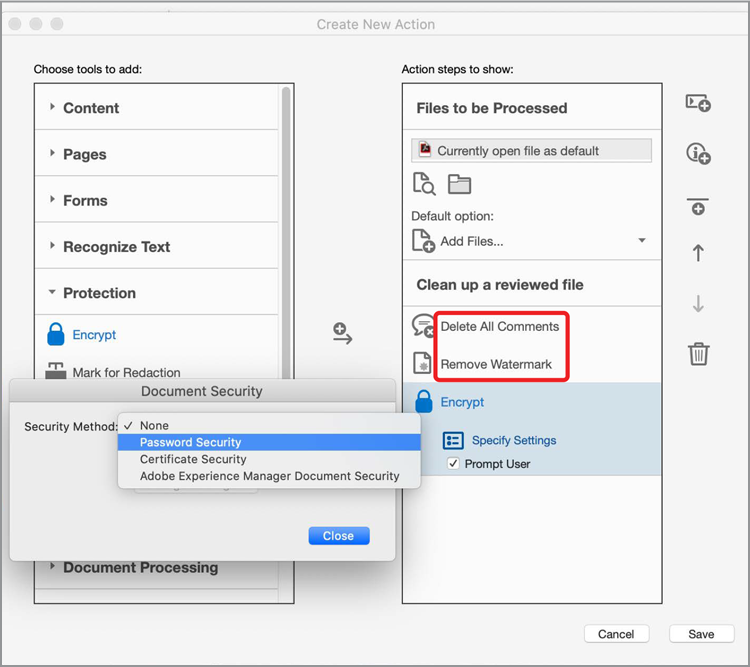 Create New Action
Choose tools to add:
Content
Pages
Forms
Recognize Text
Protection
Encrypt
Mark for Redaction
Document Security
Security Method:
✓ None
Password Security
Certificate Security
Adobe Experience Manager Document Security
Close
Document Processing
Action steps to show:
Files to be Processed
Currently open file as default
Default option:
Add Files...
Clean up a reviewed file
Delete All Comments
Remove Watermark
Encrypt
Specify Settings
Prompt User
Cancel
Save